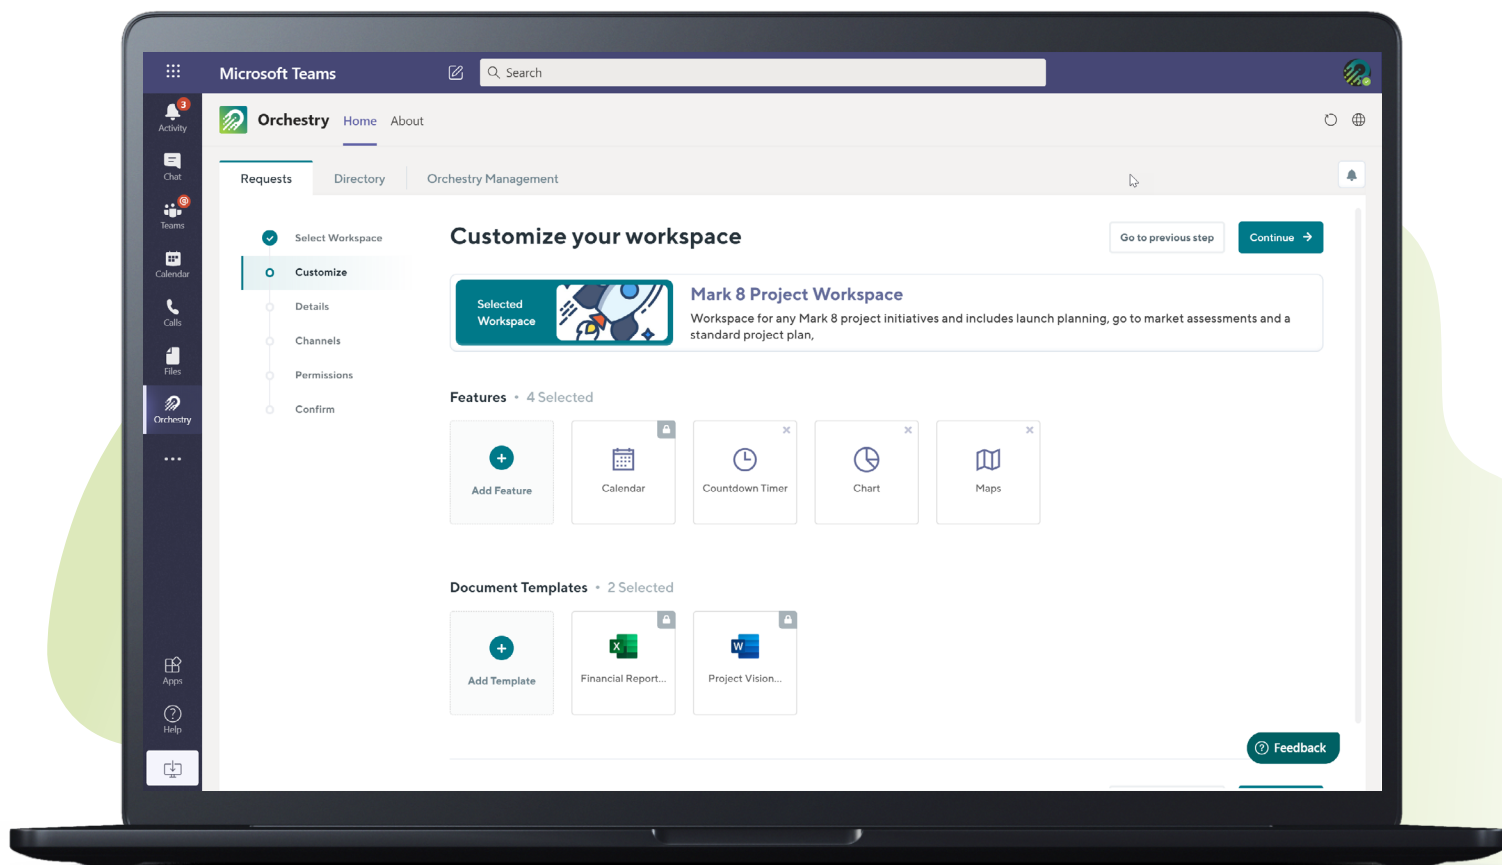 Microsoft Teams
Search
3
Activity
Chat
@
Teams
Calendar
Calls
Files
Orchestry
Apps
Help
Orchestry Home About
Requests Directory Orchestry Management
Select Workspace
Customize
Details
Channels
Permissions
Confirm
Customize your workspace
Go to previous step
Continue →
Selected
Workspace
Mark 8 Project Workspace
Workspace for any Mark 8 project initiatives and includes launch planning, go to market assessments and a
standard project plan,
Features • 4 Selected
Add Feature
Calendar
Countdown Timer
Chart
Maps
Document Templates • 2 Selected
Add Template
X
Financial Report...
W
Project Vision...
? Feedback